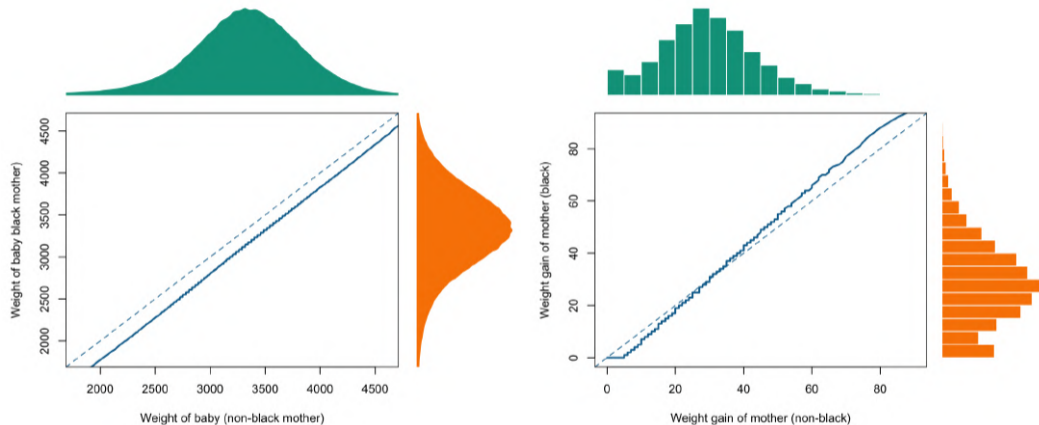 4500
4000
3500
3000
2500
2000
Weight of baby black mother)
2000 2500 3000 3500 4000 4500
Weight of baby (non-black mother)
80
60
40
20
0
Weight gain of mother (black)
0 20 40 60 80
Weight gain of mother (non-black)